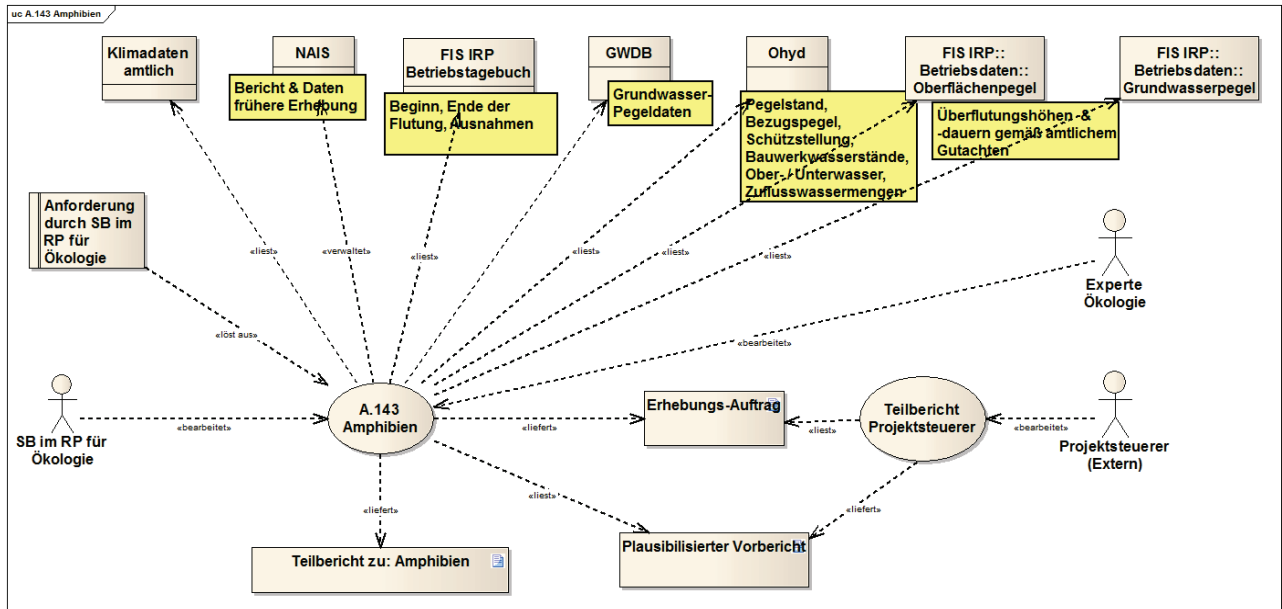 uc A.143 Amphibien
Klimadaten
amtlich
NAIS
Bericht & Daten
frühere Erhebung
FIS IRP
Betriebstagebuch
Beginn, Ende der
Flutung, Ausnahmen
GWDB
Grundwasser-
Pegeldaten
Ohyd
Pegelstand,
Bezugspegel,
Schützstellung,
Bauwerkwasserstände,
Ober- / Unterwasser,
Zuflusswassermengen
FIS IRP::
Betriebsdaten::
Oberflächenpegel
FIS IRP::
Betriebsdaten::
Grundwasserpegel
Überflutungshöhen -&
-dauern gemäß amtlichem
Gutachten
Anforderung
durch SB im
RP für
Ökologie
«liest»
«verwaltet»
«liest»
«liest»
«liest»
«liest»
Experte
Ökologie
«löst aus»
«bearbeitet»
SB im RP für
Ökologie
«bearbeitet»
A.143
Amphibien
«liefert»
Erhebungs-Auftrag
«liest»
Teilbericht
Projektsteuerer
«bearbeitet»
Projektsteuerer
(Extern)
«liest»
«liefert»
«liefert»
Teilbericht zu: Amphibien
Plausibilisierter Vorbericht